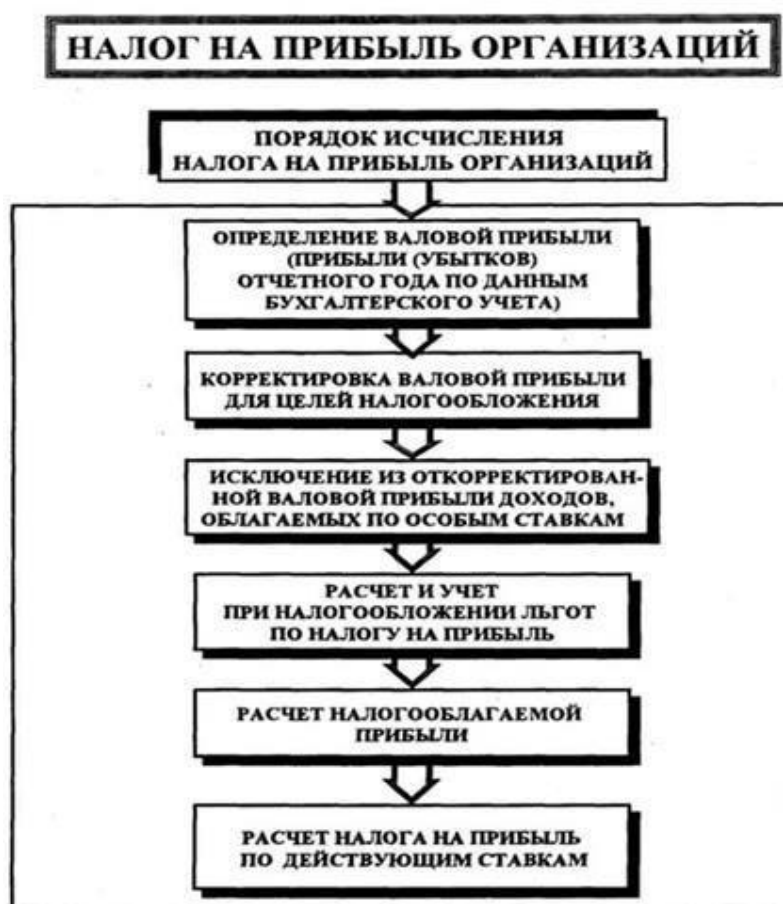 НАЛОГ НА ПРИБЫЛЬ ОРГАНИЗАЦИЙ
ПОРЯДОК ИСЧИСЛЕНИЯ
НАЛОГА НА ПРИБЫЛЬ ОРГАНИЗАЦИЙ
ОПРЕДЕЛЕНИЕ ВАЛОВОЙ ПРИБЫЛИ
(ПРИБЫЛИ (УБЫТКОВ)
ОТЧЕТНОГО ГОДА ПО ДАННЫМ
БУХГАЛТЕРСКОГО УЧЕТА)
КОРРЕКТИРОВКА ВАЛОВОЙ ПРИБЫЛИ
ДЛЯ ЦЕЛЕЙ НАЛОГООБЛОЖЕНИЯ
ИСКЛЮЧЕНИЕ ИЗ ОТКОРРЕКТИРОВАН-
НОЙ ВАЛОВОЙ ПРИБЫЛИ ДОХОДОВ,
ОБЛАГАЕМЫХ ПО ОСОБЫМ СТАВКАМ
РАСЧЕТ И УЧЕТ
ПРИ НАЛОГООБЛОЖЕНИИ ЛЬГОТ
ПО НАЛОГУ НА ПРИБЫЛЬ
РАСЧЕТ НАЛОГООБЛАГАЕМОЙ
ПРИБЫЛИ
РАСЧЕТ НАЛОГА НА ПРИБЫЛЬ
ПО ДЕЙСТВУЮЩИМ СТАВКАМ